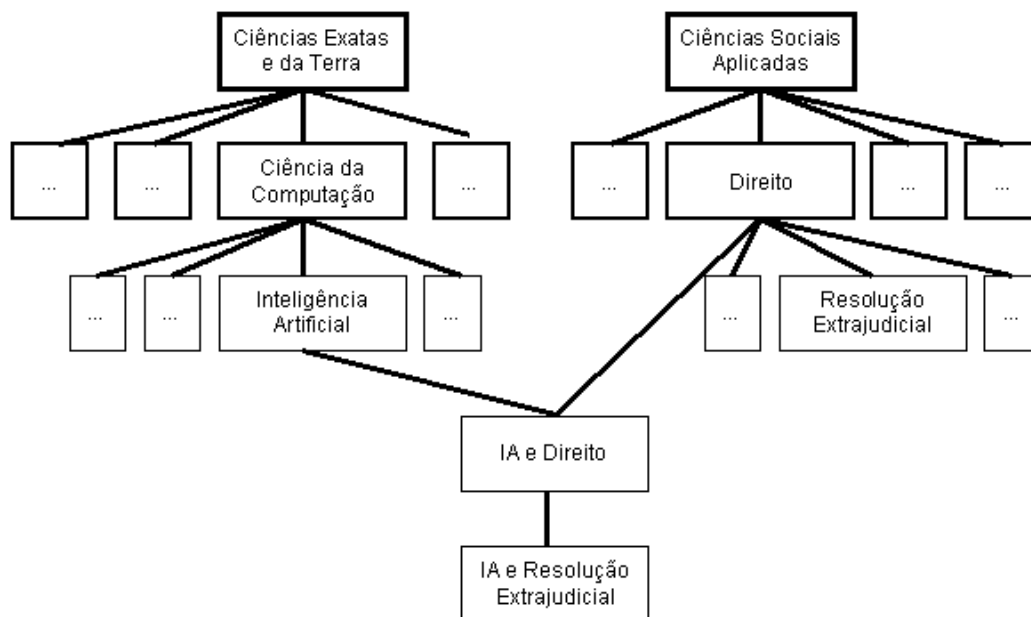 Ciências Exatas
e da Terra
Ciências Sociais
Aplicadas
...
...
Ciência da
Computação
...
...
Direito
...
...
...
...
Inteligência
Artificial
...
...
Resolução
Extrajudicial
...
IA e Direito
IA e Resolução
Extrajudicial